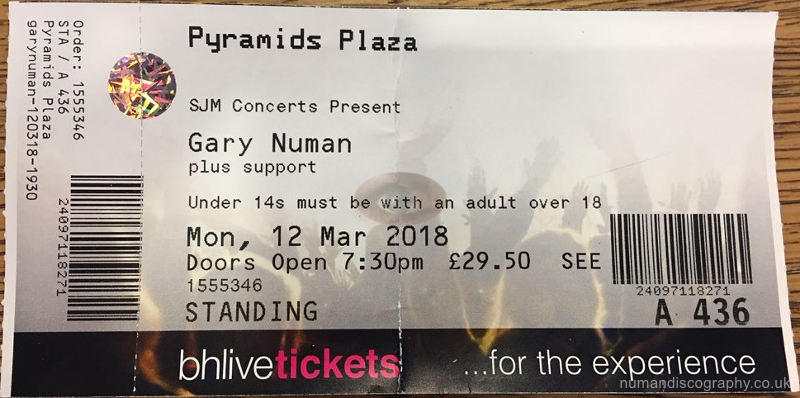 Order: 1555346
STA / A 436
Pyramids Plaza
garynuman-120318-1930
24097118271
Pyramids Plaza
SJM Concerts Present
Gary Numan
plus support
Under 14s must be with an adult over 18
Mon, 12 Mar 2018
Doors Open 7:30pm £29.50 SEE
1555346
STANDING
24097118271
A 436
bhlivetickets ...for the experience
numandiscography.co.uk